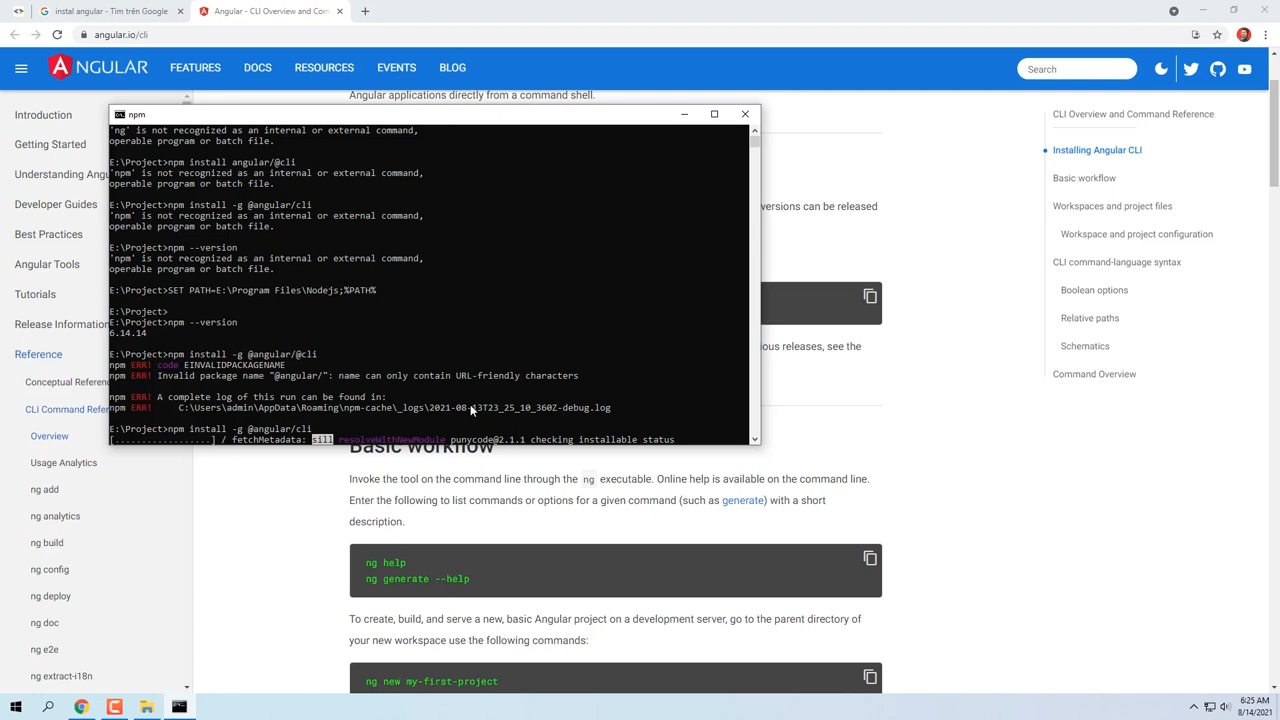 instal angular - Tìm trên Google
Angular - CLI Overview and Com
angular.io/cli
ANGULAR
FEATURES
DOCS
RESOURCES
EVENTS
BLOG
Search
Angular applications directly from a command shell.
Introduction
Getting Started
Understanding Angu
Developer Guides
Best Practices
Angular Tools
Tutorials
Release Information
Reference
Conceptual Referenc
CLI Command Refer
Overview
Usage Analytics
ng add
ng analytics
ng build
ng config
ng deploy
ng doc
ng e2e
ng extract-i18n
npm
'ng' is not recognized as an internal or external command,
operable program or batch file.
E:\Project>npm install angular/@cli
'npm' is not recognized as an internal or external command,
operable program or batch file.
E:\Project>npm install -g @angular/cli
'npm' is not recognized as an internal or external command,
operable program or batch file.
E:\Project>npm --version
'npm' is not recognized as an internal or external command,
operable program or batch file.
E:\Project>SET PATH=E:\Program Files\Nodejs;%PATH%
E:\Project>
E:\Project>npm --version
6.14.14
E:\Project>npm install -g @angular/@cli
npm ERR! code EINVALIDPACKAGENAME
npm ERR! Invalid package name "@angular/": name can only contain URL-friendly characters
npm ERR! A complete log of this run can be found in:
npm ERR!     C:\Users\admin\AppData\Roaming\npm-cache\_logs\2021-08-13T23_25_10_360Z-debug.log
E:\Project>npm install -g @angular/cli
[..................] / fetchMetadata: sill resolveWithNewModule punycode@2.1.1 checking installable status
versions can be released
ous releases, see the
Basic workflow
Invoke the tool on the command line through the ng executable. Online help is available on the command line.
Enter the following to list commands or options for a given command (such as generate) with a short
description.
ng help
ng generate --help
To create, build, and serve a new, basic Angular project on a development server, go to the parent directory of
your new workspace use the following commands:
ng new my-first-project
CLI Overview and Command Reference
Installing Angular CLI
Basic workflow
Workspaces and project files
Workspace and project configuration
CLI command-language syntax
Boolean options
Relative paths
Schematics
Command Overview
6:25 AM
8/14/2021